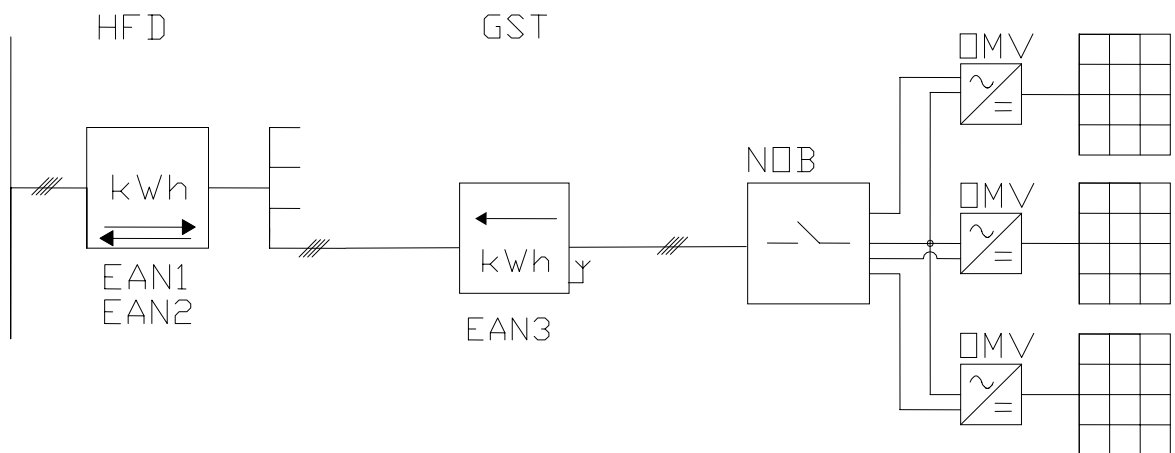 HFD
GST
OMV
kWh
EAN1
EAN2
kWh
EAN3
NOB
OMV
OMV